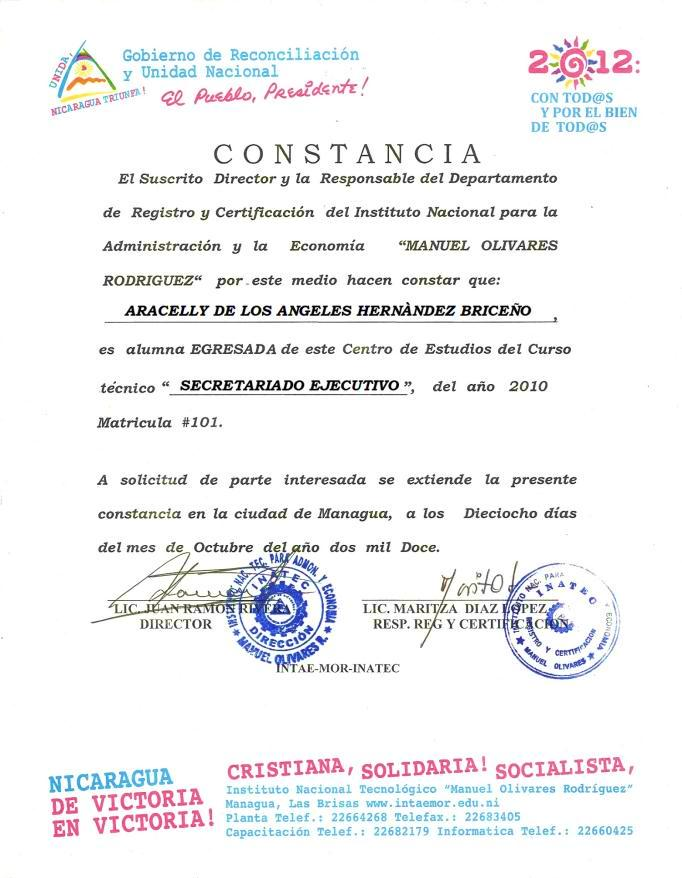 UNIDA,
NICARAGUA TRIUNFA!
Gobierno de Reconciliación
y Unidad Nacional
El Pueblo, Presidente!
2012:
CON TOD@S
Y POR EL BIEN
DE TOD@S
CONSTANCIA
El Suscrito Director y la Responsable del Departamento
de Registro y Certificación del Instituto Nacional para la
Administración y la Economía “MANUEL OLIVARES
RODRIGUEZ“ por este medio hacen constar que:
ARACELLY DE LOS ANGELES HERNÀNDEZ BRICEÑO,
es alumna EGRESADA de este Centro de Estudios del Curso
técnico “ SECRETARIADO EJECUTIVO ”, del año 2010
Matricula #101.
A solicitud de parte interesada se extiende la presente
constancia en la ciudad de Managua, a los Dieciocho días
del mes de Octubre del año dos mil Doce.
LIC. JUAN RAMON RIVERA
DIRECTOR
INST. NAC. TEC. PARA ADMON. Y ECONOMIA
INATEC
DIRECCIÓN
MANUEL OLIVARES R.
LIC. MARITZA DIAZ LOPEZ
RESP. REG Y CERTIFICACION
INSTITUTO NAC. PARA Y ECONOMIA
INATEC
REGISTRO Y CERTIFICACION
MANUEL OLIVARES
INTAE-MOR-INATEC
NICARAGUA
DE VICTORIA
EN VICTORIA!
CRISTIANA, SOLIDARIA! SOCIALISTA,
Instituto Nacional Tecnológico “Manuel Olivares Rodríguez”
Managua, Las Brisas www.intaemor.edu.ni
Planta Telef.: 22664268 Telefax.: 22683405
Capacitación Telef.: 22682179 Informatica Telef.: 22660425